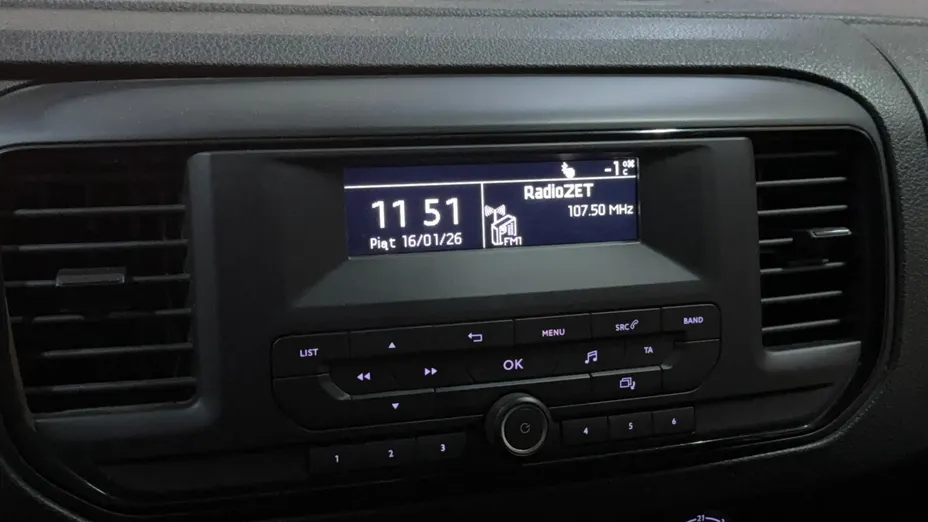 -1 °C
11 51
RadioZET
107.50 MHz
Piąt 16/01/26
FM1
LIST
MENU
SRC
BAND
OK
TA
1
2
3
4
5
6
21